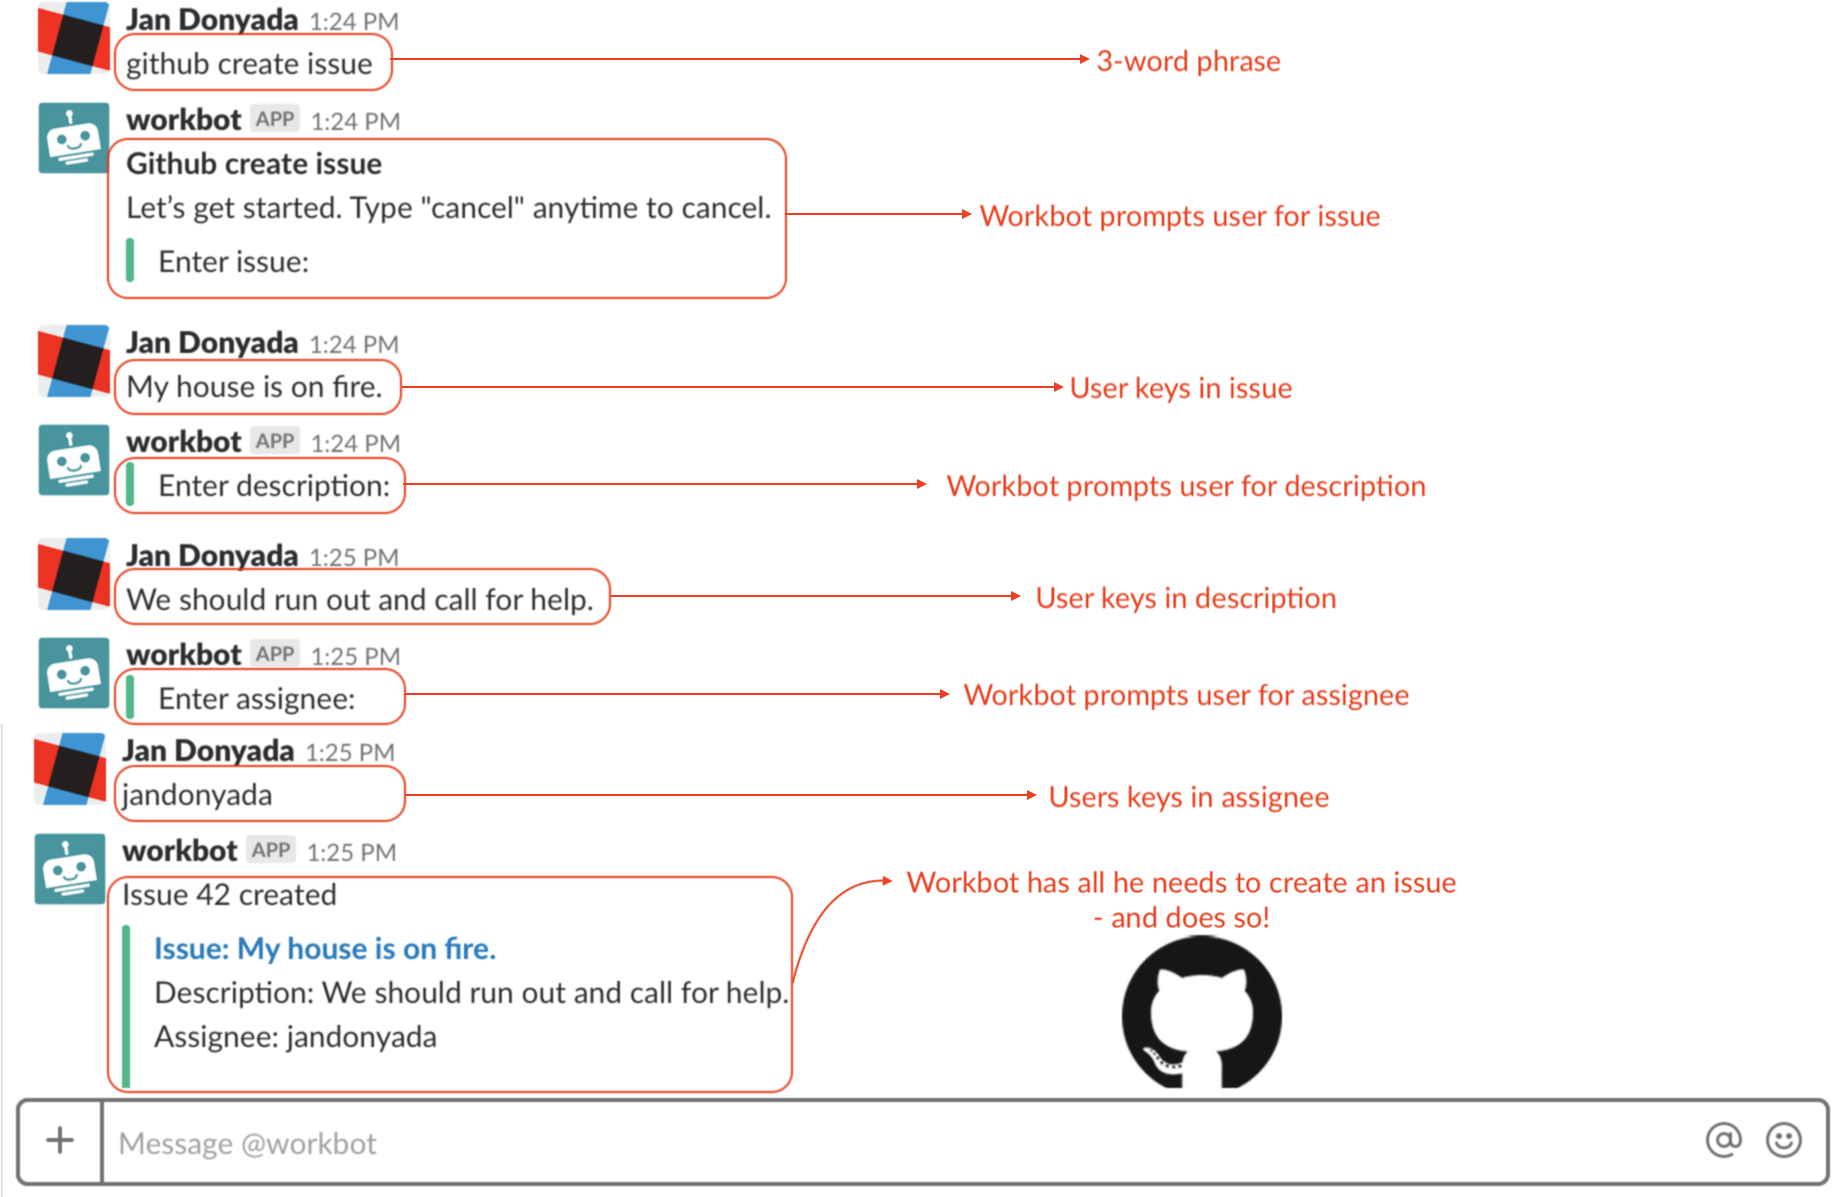 Jan Donyada 1:24 PM
github create issue
3-word phrase
workbot APP 1:24 PM
Github create issue
Let's get started. Type "cancel" anytime to cancel.
Workbot prompts user for issue
Enter issue:
Jan Donyada 1:24 PM
My house is on fire.
User keys in issue
workbot APP 1:24 PM
Enter description:
Workbot prompts user for description
Jan Donyada 1:25 PM
We should run out and call for help.
User keys in description
workbot APP 1:25 PM
Enter assignee:
Workbot prompts user for assignee
Jan Donyada 1:25 PM
jandonyada
Users keys in assignee
workbot APP 1:25 PM
Issue 42 created
Workbot has all he needs to create an issue
- and does so!
Issue: My house is on fire.
Description: We should run out and call for help.
Assignee: jandonyada
+ Message @workbot @